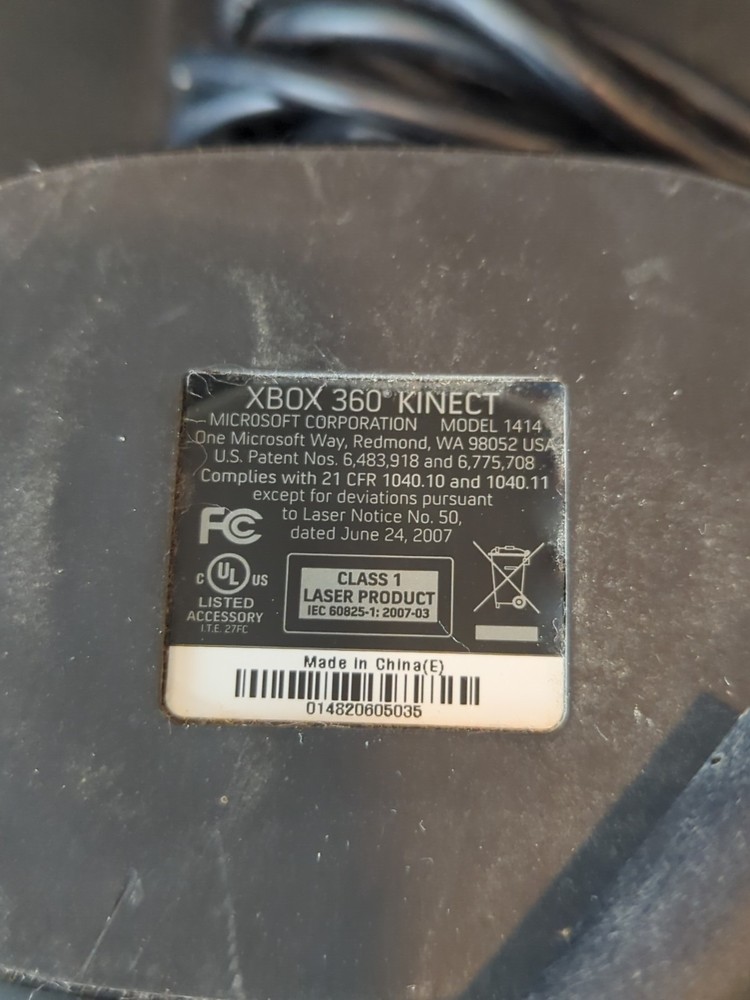 XBOX 360® KINECT
MICROSOFT CORPORATION MODEL 1414
One Microsoft Way, Redmond, WA 98052 USA
U.S. Patent Nos. 6,483,918 and 6,775,708
Complies with 21 CFR 1040.10 and 1040.11
except for deviations pursuant
to Laser Notice No. 50,
dated June 24, 2007
FC
C UL US
LISTED
ACCESSORY
I.T.E. 27FC
CLASS 1
LASER PRODUCT
IEC 60825-1: 2007-03
Made in China(E)
014820605035